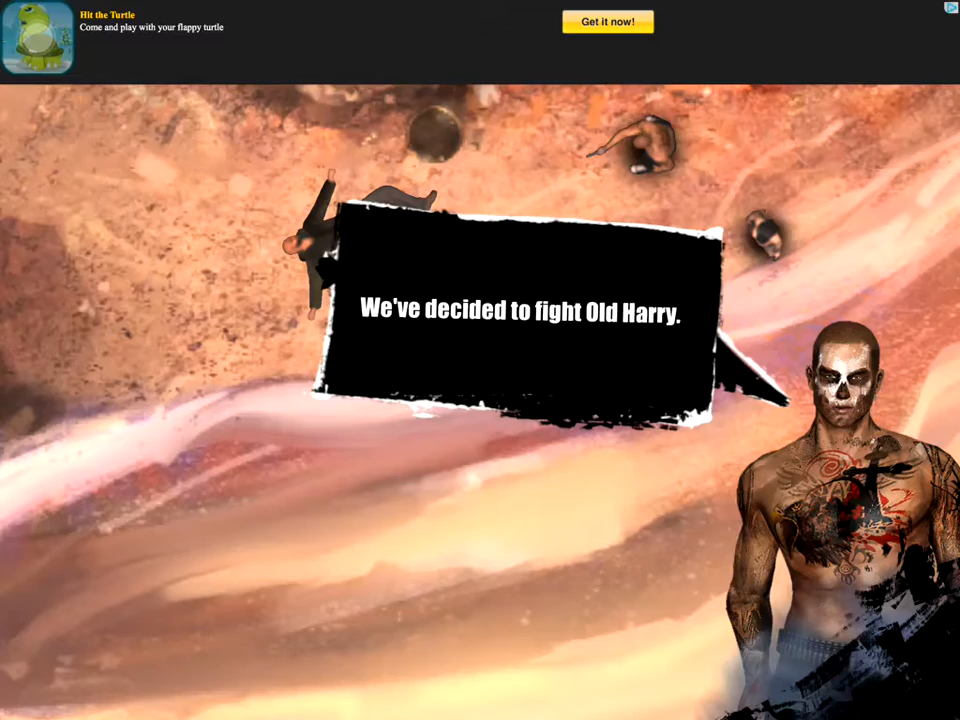 Hit the Turtle
Come and play with your flappy turtle
Get it now!
We've decided to fight Old Harry.